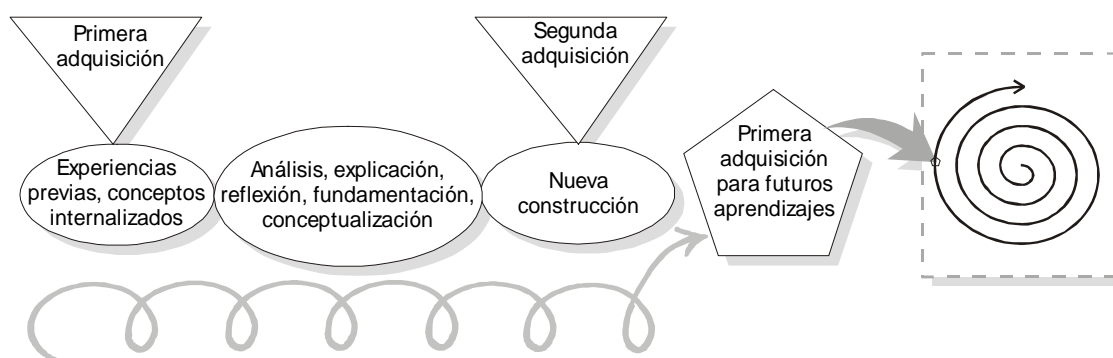 Primera
adquisición
Experiencias
previas, conceptos
internalizados
Análisis, explicación,
reflexión, fundamentación,
conceptualización
Segunda
adquisición
Nueva
construcción
Primera
adquisición
para futuros
aprendizajes